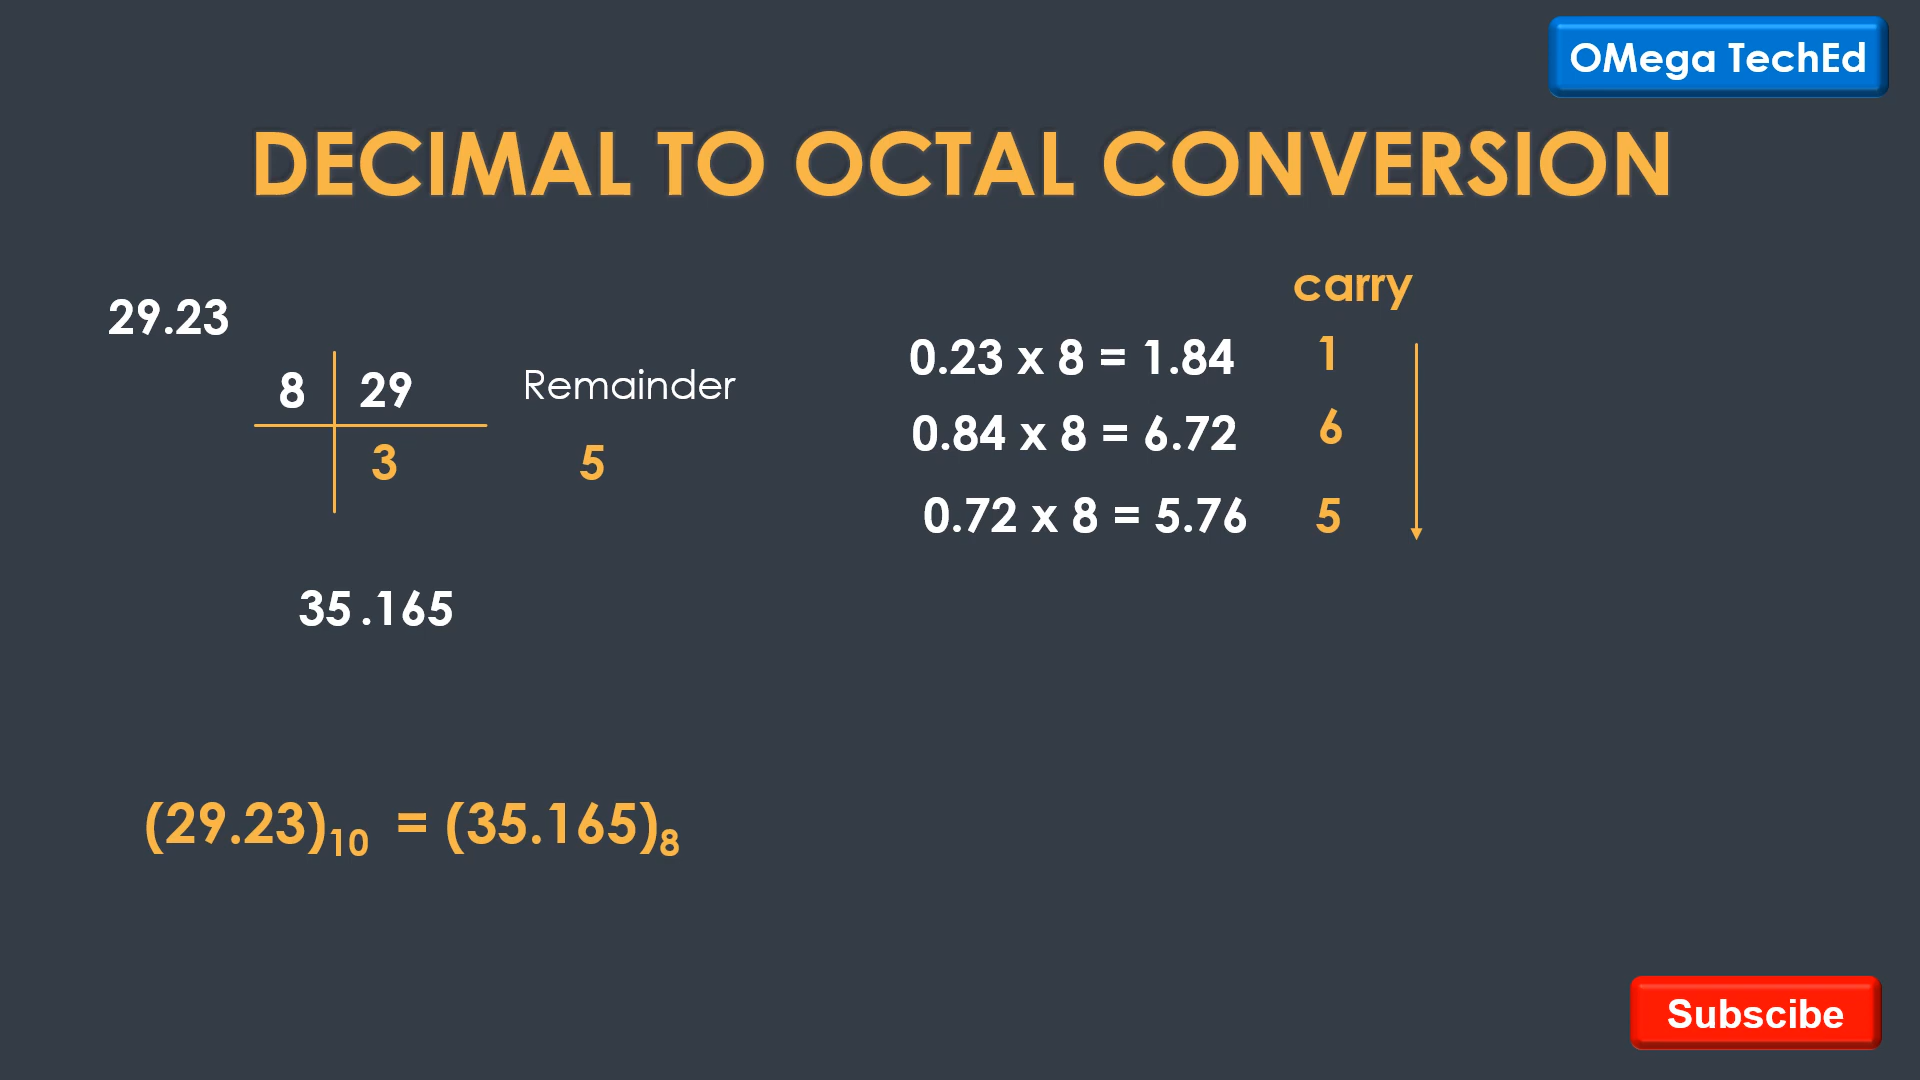 OMega TechEd
DECIMAL TO OCTAL CONVERSION
29.23
8 29 Remainder
3 5
35 .165
carry
0.23 x 8 = 1.84 1
0.84 x 8 = 6.72 6
0.72 x 8 = 5.76 5
(29.23)₁₀ = (35.165)₈
Subscibe